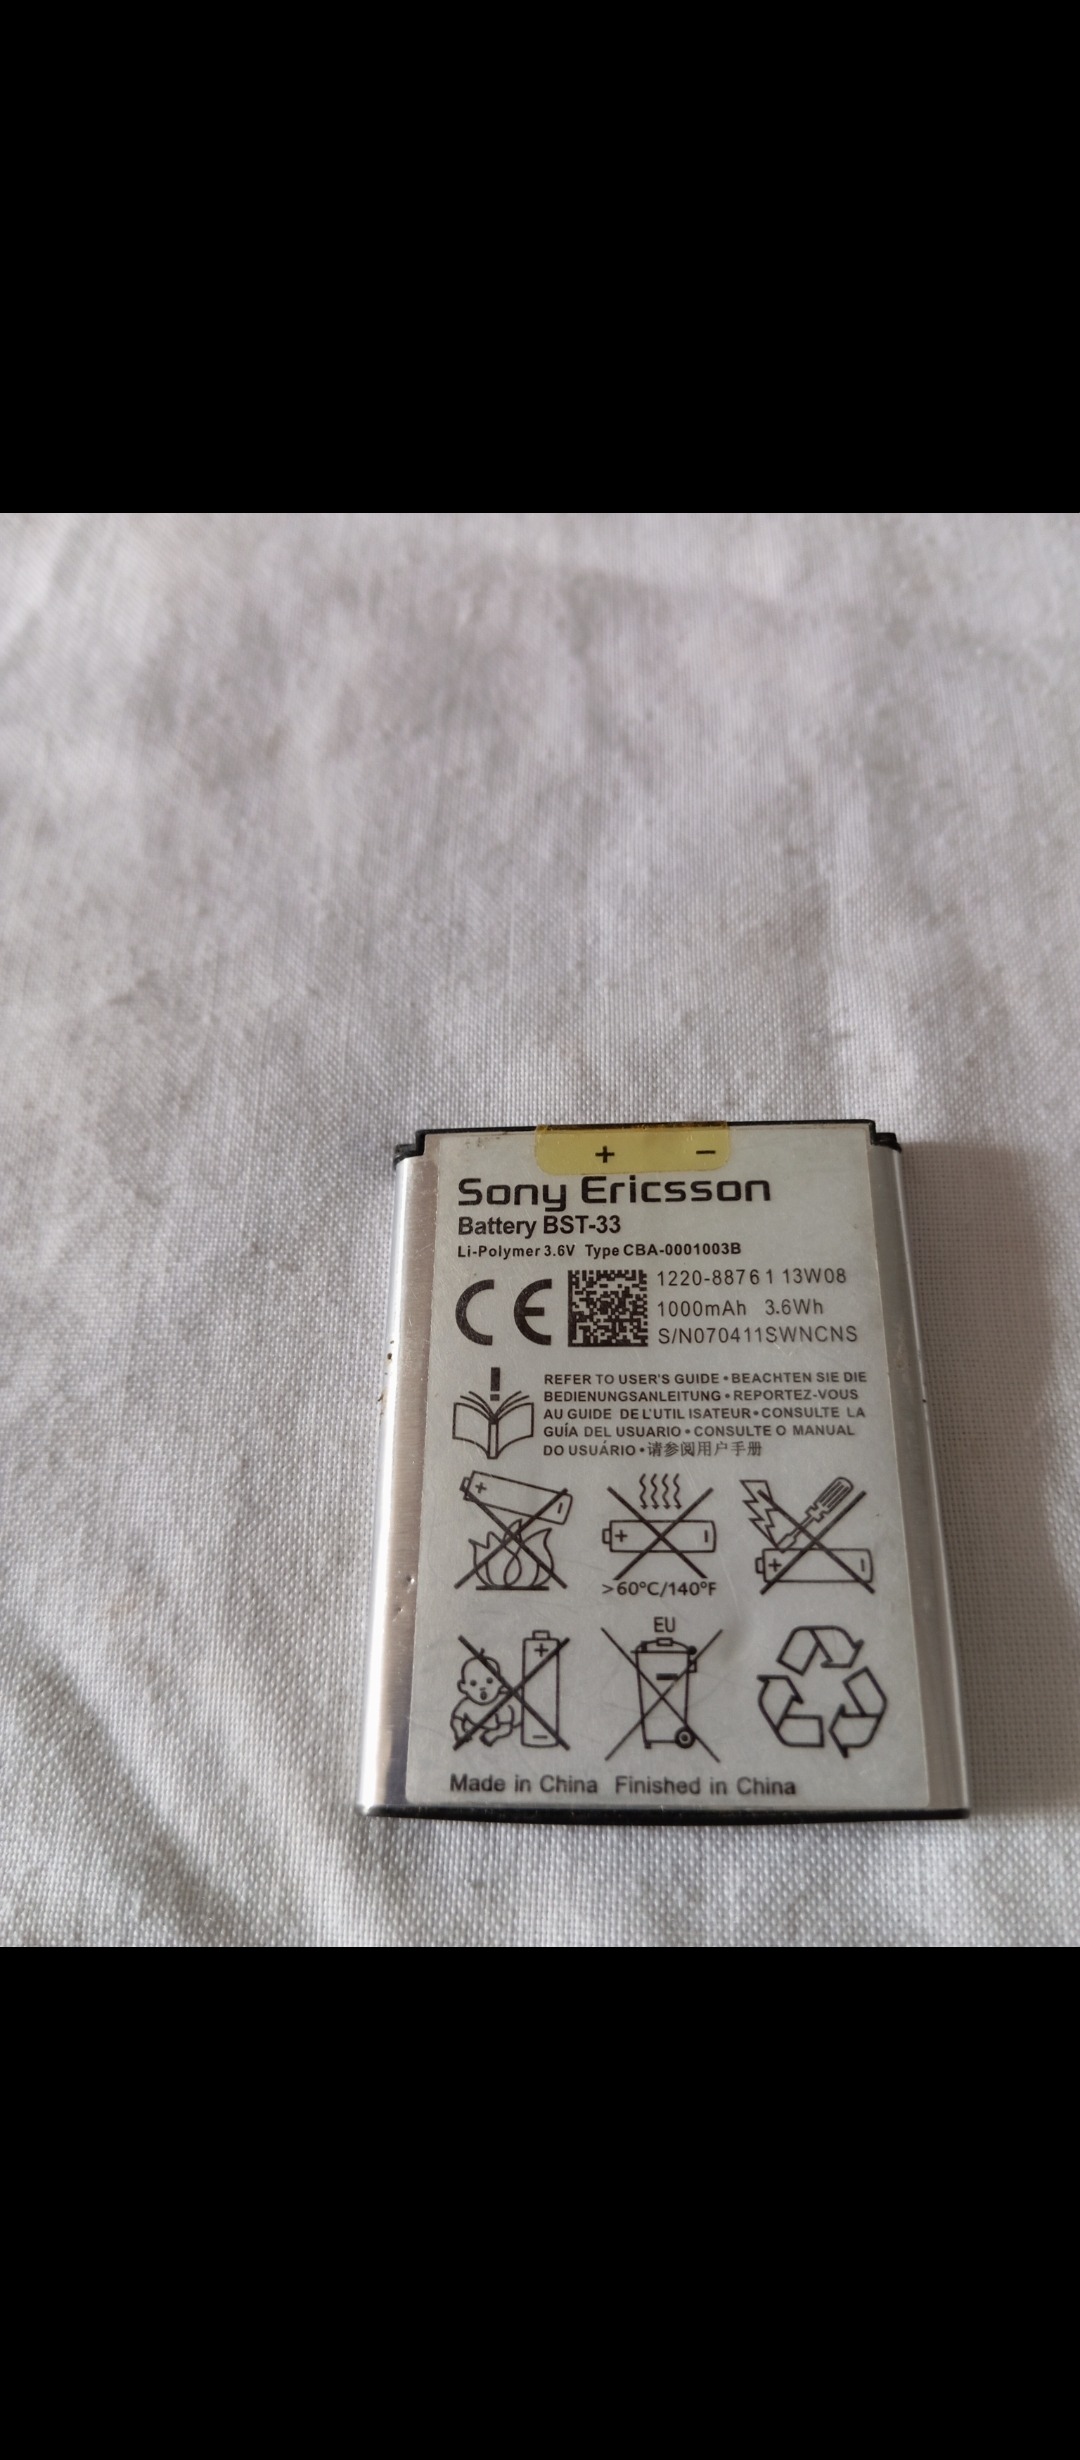 + −
Sony Ericsson
Battery BST-33
Li-Polymer 3.6V Type CBA-0001003B
CE
1220-8876 1 13W08
1000mAh 3.6Wh
S/N070411SWNCNS
!
REFER TO USER'S GUIDE • BEACHTEN SIE DIE
BEDIENUNGSANLEITUNG • REPORTEZ-VOUS
AU GUIDE DE L'UTIL ISATEUR • CONSULTE LA
GUÍA DEL USUARIO • CONSULTE O MANUAL
DO USUÁRIO • 请参阅用户手册
+ −
+ −
+
>60°C/140°F
EU
+ −
Made in China Finished in China